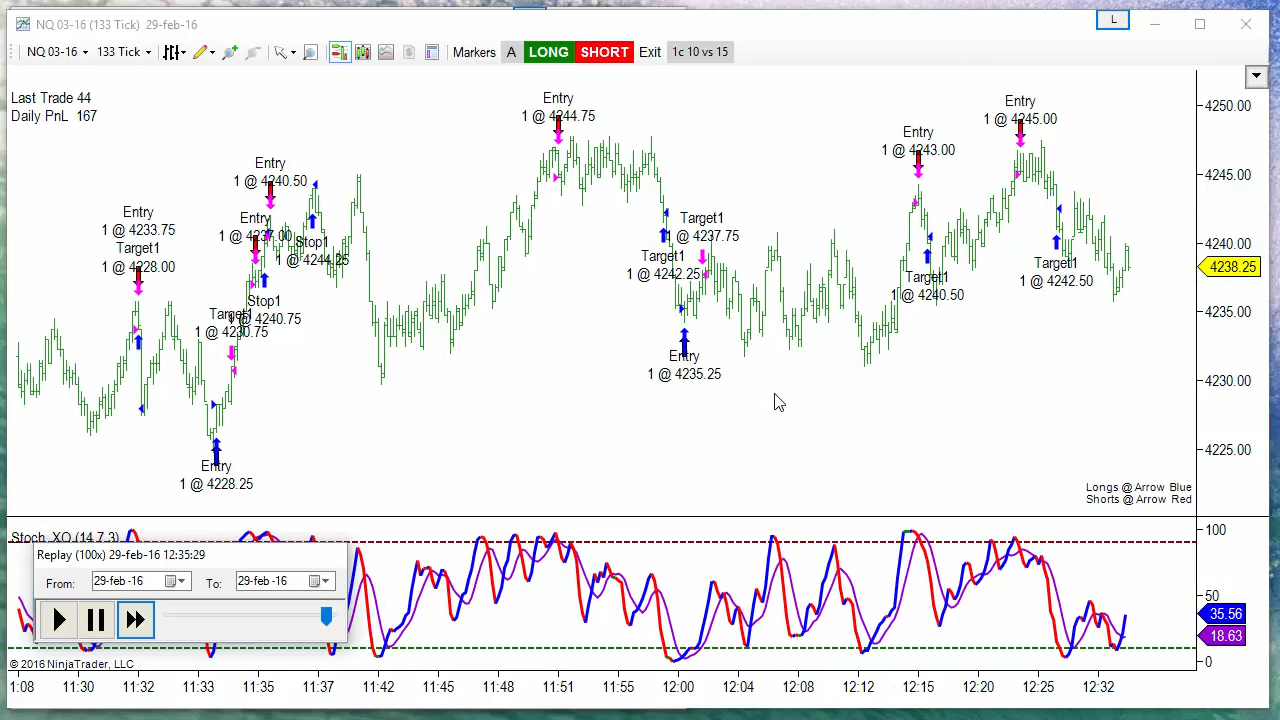 NQ 03-16 (133 Tick)  29-feb-16
L
NQ 03-16
133 Tick
Markers
A
LONG
SHORT
Exit
1c 10 vs 15
Last Trade 44
Daily PnL  167
Entry
1 @ 4233.75
Target1
1 @ 4228.00
Entry
1 @ 4228.25
Target1
1 @ 4230.75
Entry
1 @ 4237.00
Stop1
1 @ 4240.75
Entry
1 @ 4240.50
Stop1
1 @ 4244.25
Entry
1 @ 4244.75
Target1
1 @ 4242.25
Entry
1 @ 4235.25
Target1
1 @ 4237.75
Entry
1 @ 4243.00
Target1
1 @ 4240.50
Entry
1 @ 4245.00
Target1
1 @ 4242.50
4250.00
4245.00
4240.00
4238.25
4235.00
4230.00
4225.00
Longs @ Arrow Blue
Shorts @ Arrow Red
Stoch_XO (14,7,3)
100
50
35.56
18.63
0
Replay (100x) 29-feb-16 12:35:29
From: 29-feb-16 To: 29-feb-16
© 2016 NinjaTrader, LLC
11:08 11:30 11:32 11:33 11:35 11:37 11:42 11:45 11:48 11:51 11:55 12:00 12:04 12:08 12:12 12:15 12:20 12:25 12:32